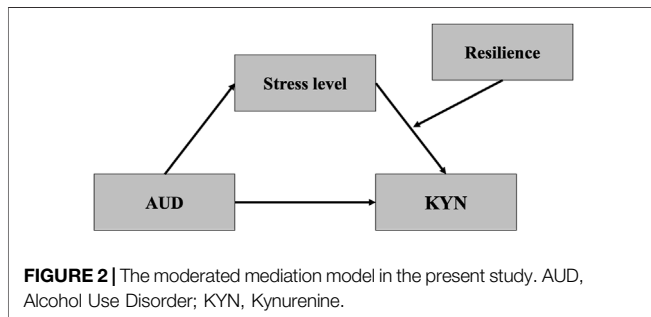 Resilience
Stress level
AUD
KYN
FIGURE 2 | The moderated mediation model in the present study. AUD,
Alcohol Use Disorder; KYN, Kynurenine.